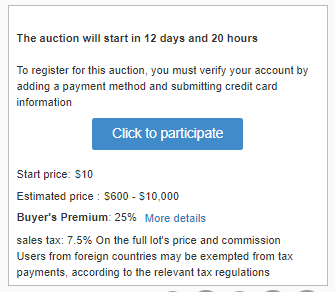 The auction will start in 12 days and 20 hours
To register for this auction, you must verify your account by
adding a payment method and submitting credit card
information
Click to participate
Start price: $10
Estimated price : $600 - $10,000
Buyer's Premium: 25% More details
sales tax: 7.5% On the full lot's price and commission
Users from foreign countries may be exempted from tax
payments, according to the relevant tax regulations